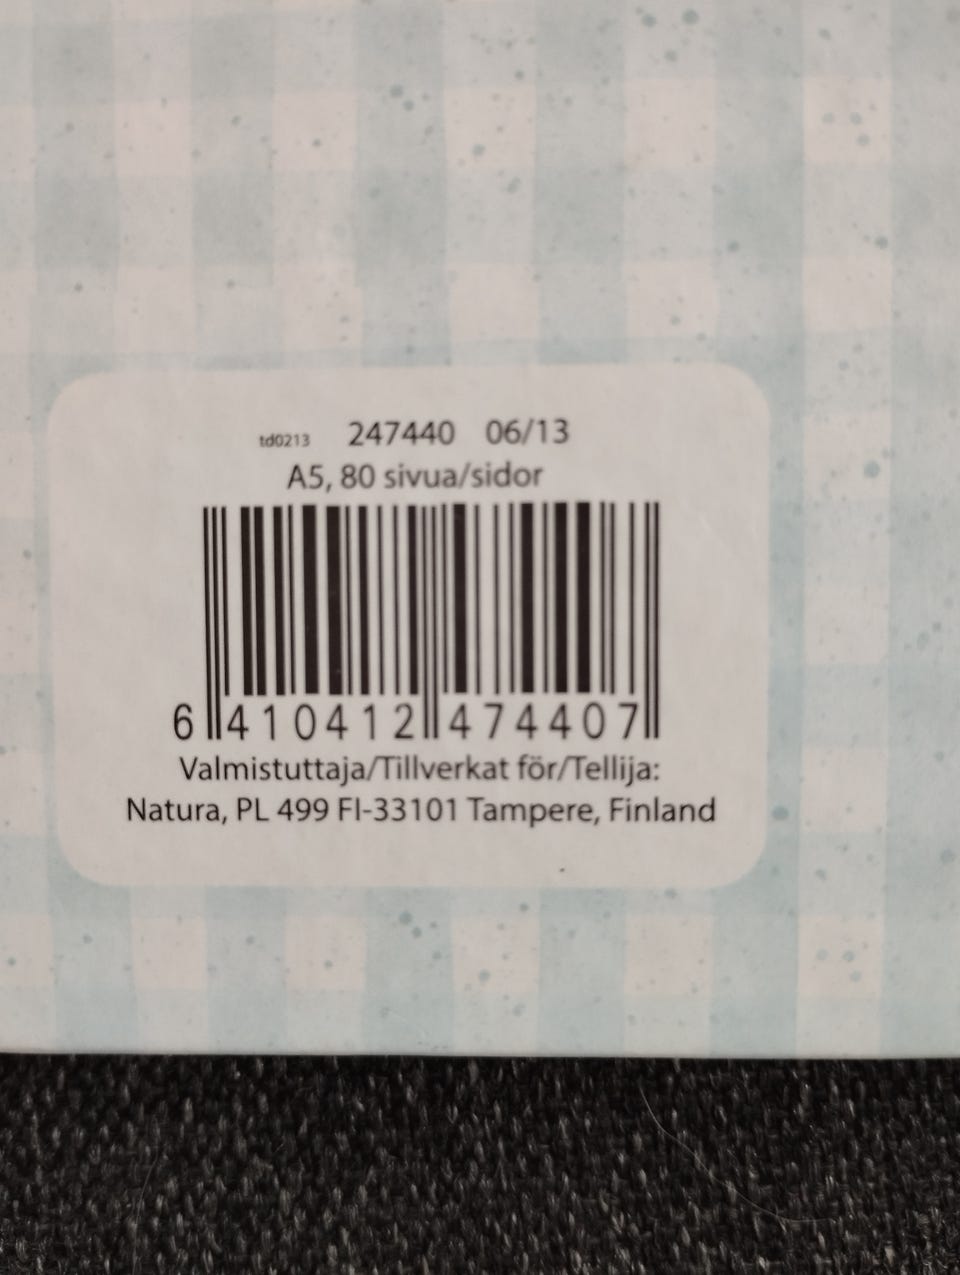 td0213 247440 06/13
A5, 80 sivua/sidor
6 410412 474407
Valmistuttaja/Tillverkat för/Tellija:
Natura, PL 499 FI-33101 Tampere, Finland